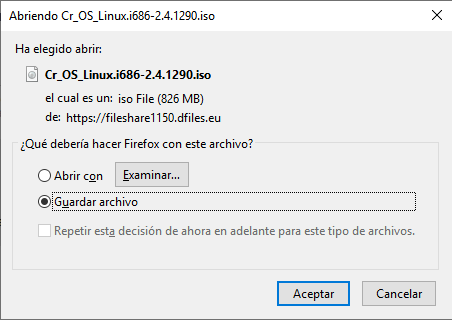 Abriendo Cr_OS_Linux.i686-2.4.1290.iso
Ha elegido abrir:
Cr_OS_Linux.i686-2.4.1290.iso
el cual es un: iso File (826 MB)
de: https://fileshare1150.dfiles.eu
¿Qué debería hacer Firefox con este archivo?
Abrir con Examinar...
Guardar archivo
Repetir esta decisión de ahora en adelante para este tipo de archivos.
Aceptar Cancelar